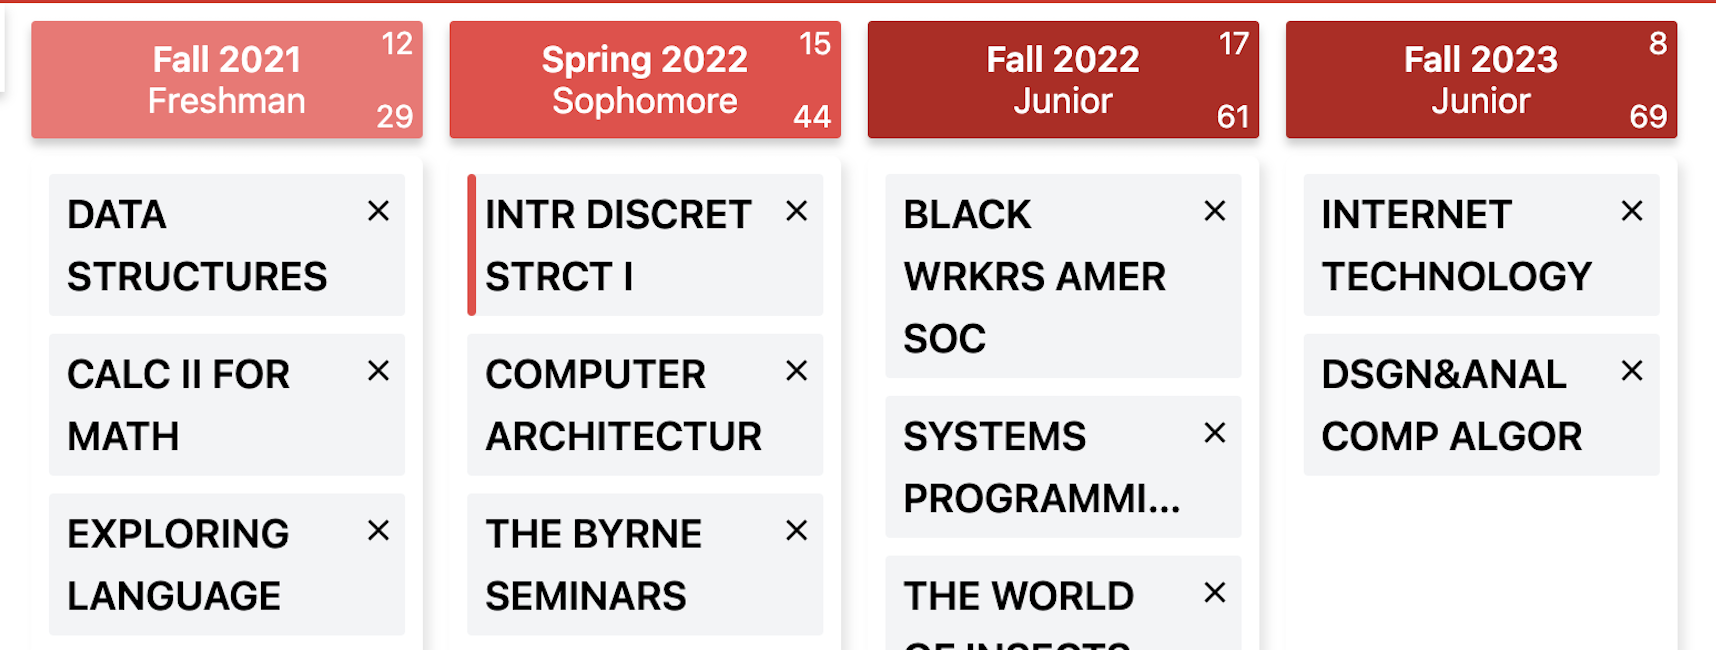 Fall 2021
Freshman
12
29
DATA
STRUCTURES
CALC II FOR
MATH
EXPLORING
LANGUAGE
Spring 2022
Sophomore
15
44
INTR DISCRET
STRCT I
COMPUTER
ARCHITECTUR
THE BYRNE
SEMINARS
Fall 2022
Junior
17
61
BLACK
WRKRS AMER
SOC
SYSTEMS
PROGRAMMI...
THE WORLD
OF INSECTS
Fall 2023
Junior
8
69
INTERNET
TECHNOLOGY
DSGN&ANAL
COMP ALGOR